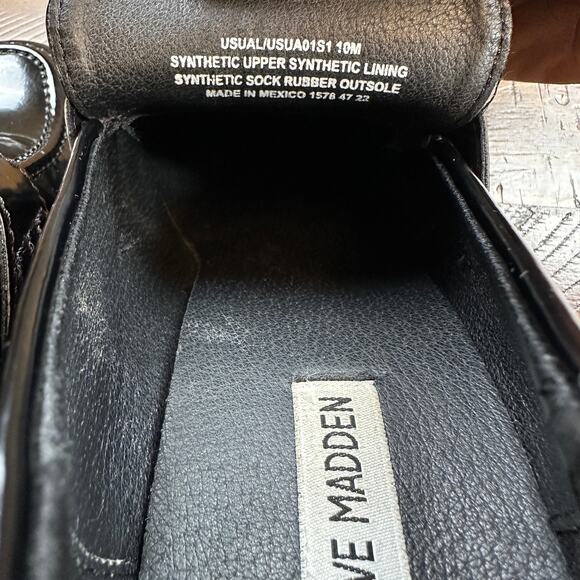 USUAL/USUA01S1 10M
SYNTHETIC UPPER SYNTHETIC LINING
SYNTHETIC SOCK RUBBER OUTSOLE
MADE IN MEXICO 1578 47 22
VE MADDEN